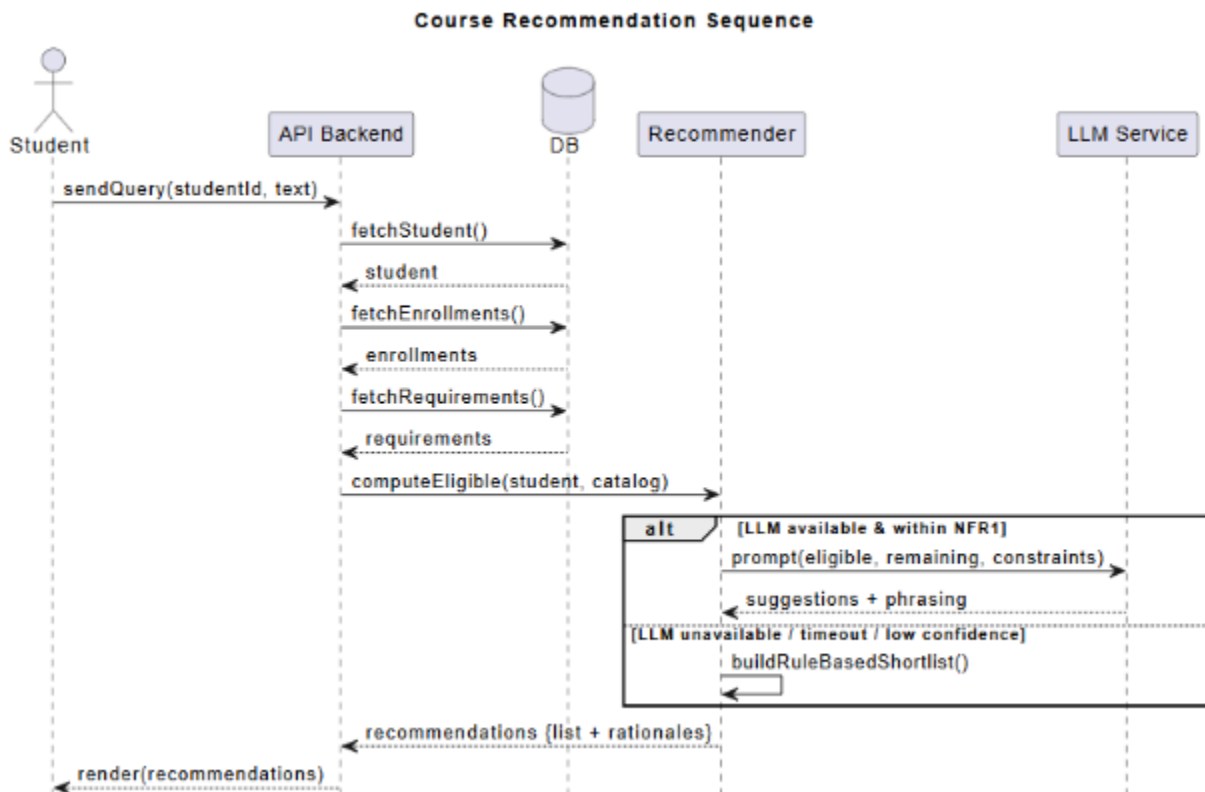 Course Recommendation Sequence
Student
API Backend
DB
Recommender
LLM Service
sendQuery(studentId, text)
fetchStudent()
student
fetchEnrollments()
enrollments
fetchRequirements()
requirements
computeEligible(student, catalog)
alt [LLM available & within NFR1]
prompt(eligible, remaining, constraints)
suggestions + phrasing
[LLM unavailable / timeout / low confidence]
buildRuleBasedShortlist()
recommendations {list + rationales}
render(recommendations)